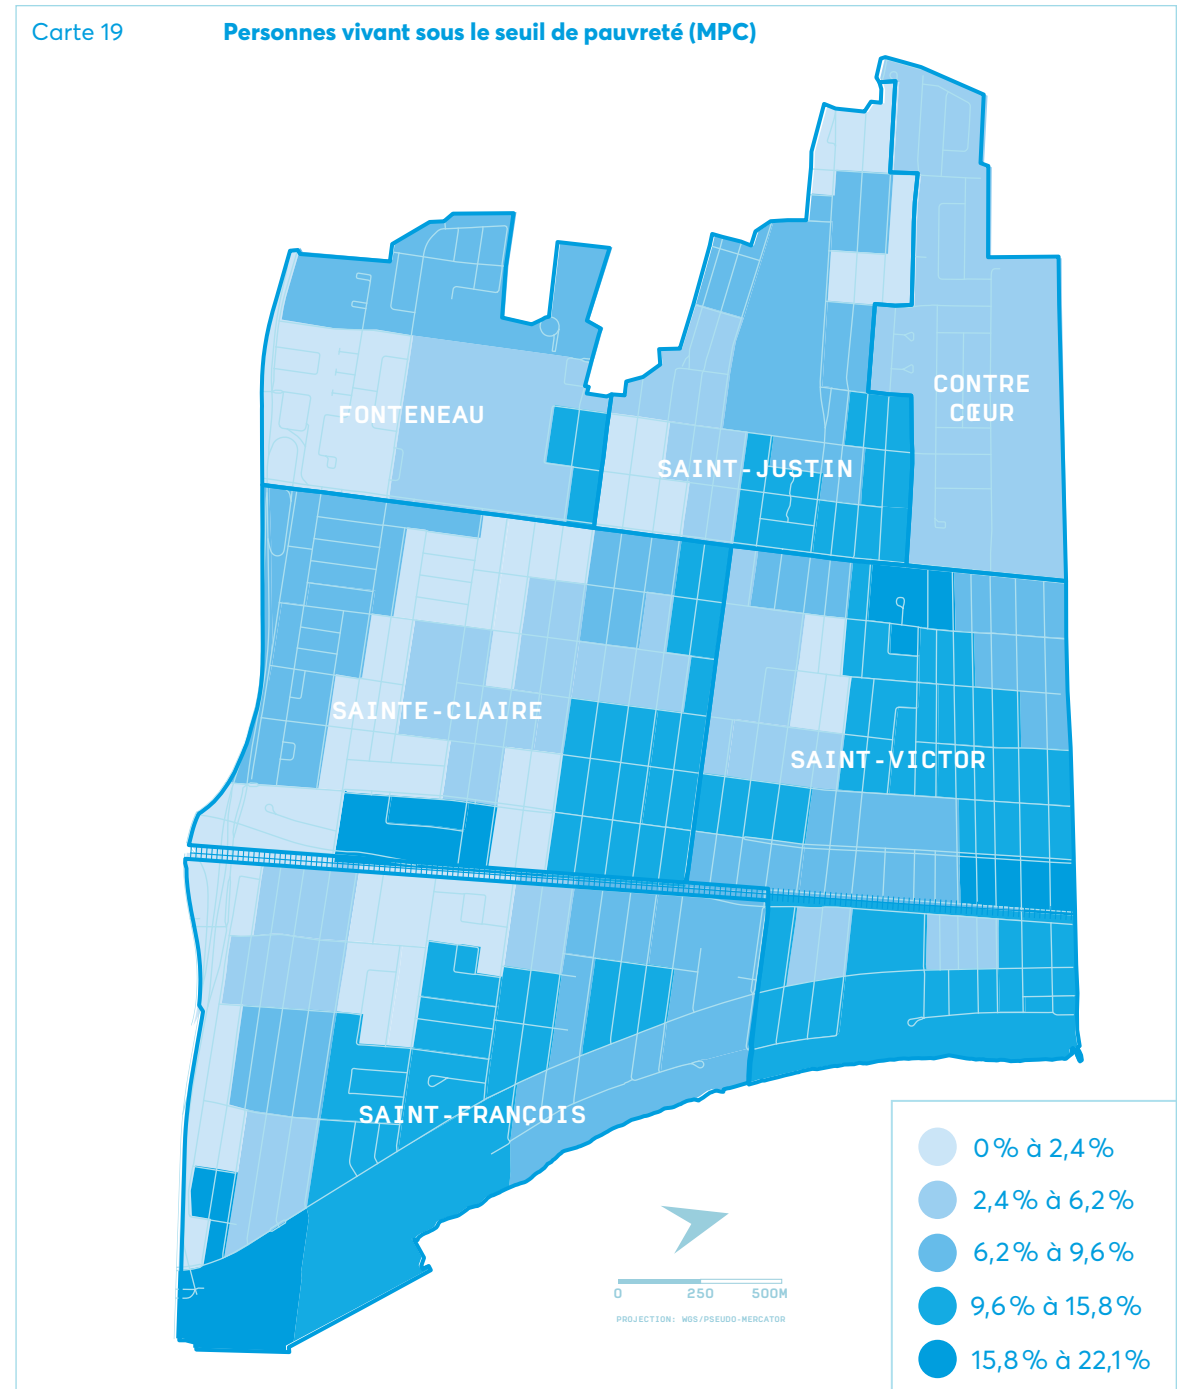 Carte 19 Personnes vivant sous le seuil de pauvreté (MPC)
CONTRE
CŒUR
FONTENEAU
SAINT-JUSTIN
SAINTE-CLAIRE
SAINT-VICTOR
SAINT-FRANÇOIS
0 250 500M
PROJECTION: WGS/PSEUDO-MERCATOR
0 % à 2,4 %
2,4 % à 6,2 %
6,2 % à 9,6 %
9,6 % à 15,8 %
15,8 % à 22,1 %